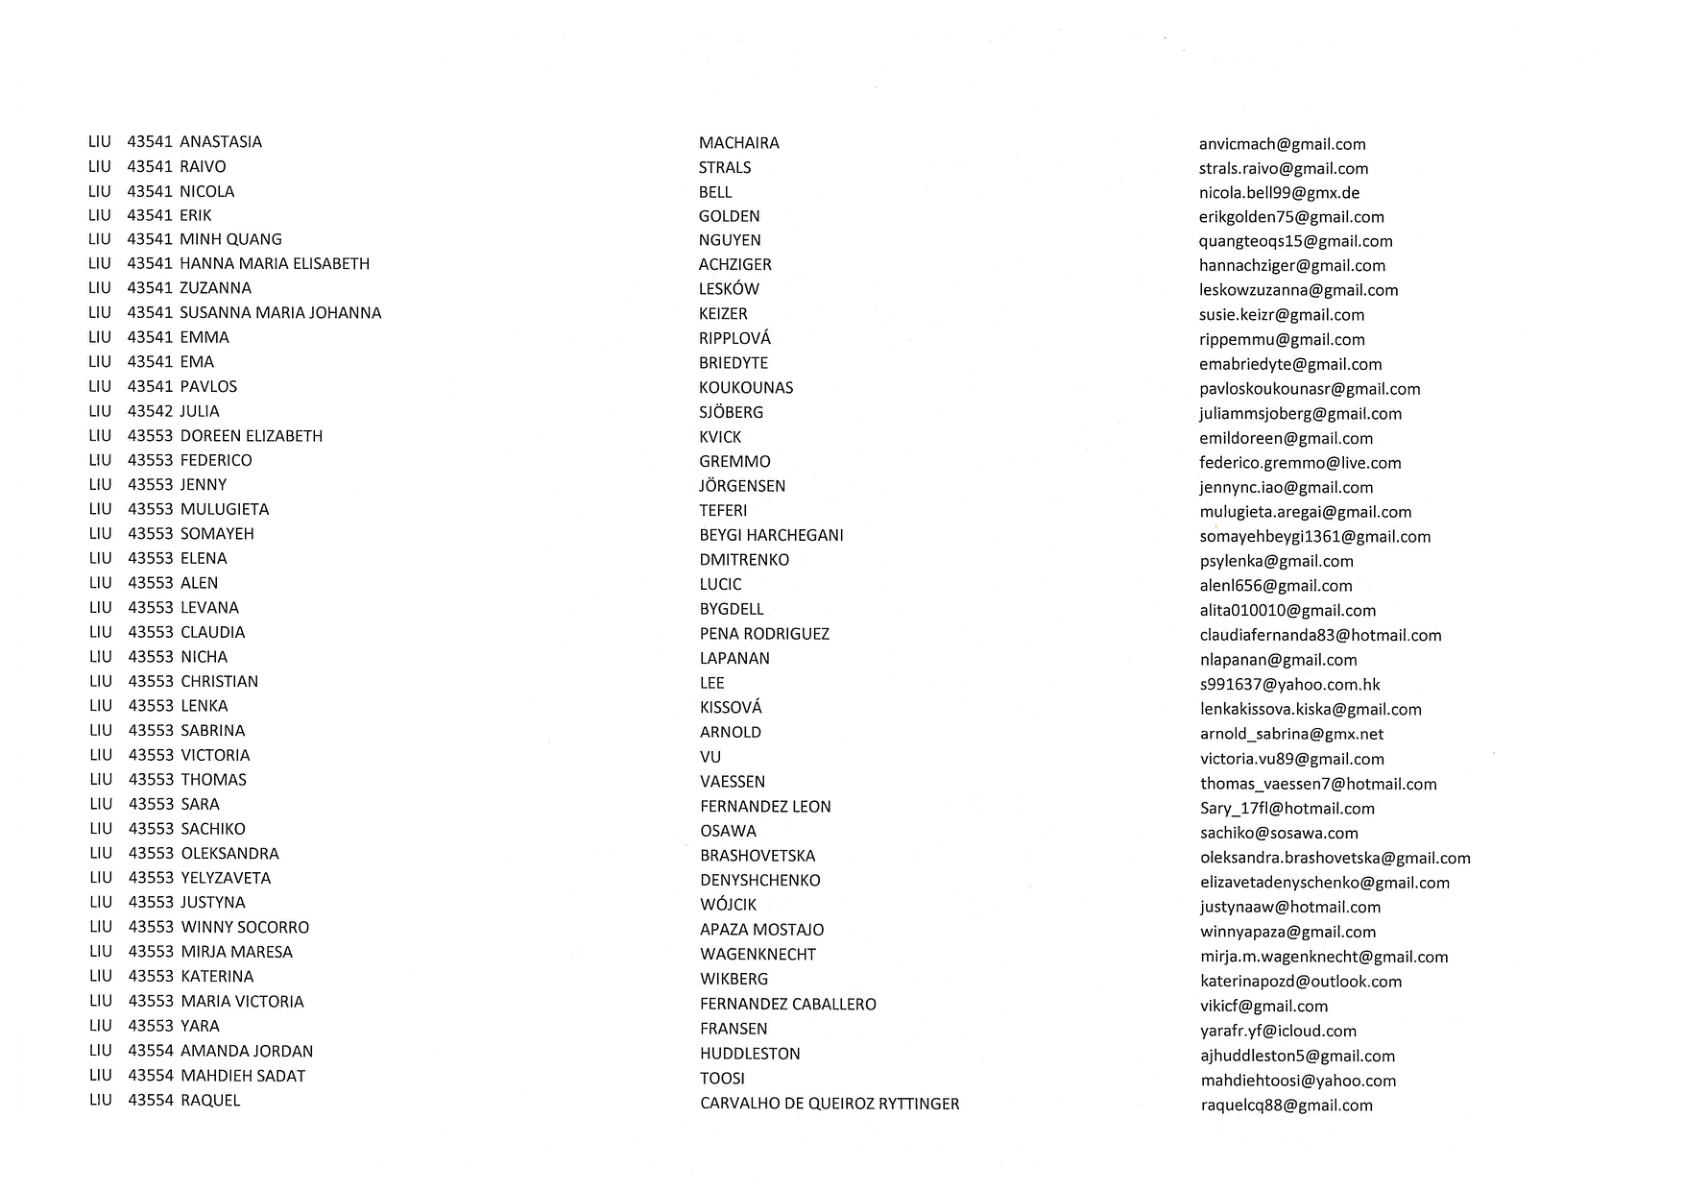 LIU 43541 ANASTASIA MACHAIRA anvicmach@gmail.com
LIU 43541 RAIVO STRALS strals.raivo@gmail.com
LIU 43541 NICOLA BELL nicola.bell99@gmx.de
LIU 43541 ERIK GOLDEN erikgolden75@gmail.com
LIU 43541 MINH QUANG NGUYEN quangteoqs15@gmail.com
LIU 43541 HANNA MARIA ELISABETH ACHZIGER hannachziger@gmail.com
LIU 43541 ZUZANNA LESKÓW leskowzuzanna@gmail.com
LIU 43541 SUSANNA MARIA JOHANNA KEIZER susie.keizr@gmail.com
LIU 43541 EMMA RIPPLOVÁ rippemmu@gmail.com
LIU 43541 EMA BRIEDYTE emabriedyte@gmail.com
LIU 43541 PAVLOS KOUKOUNAS pavloskoukounasr@gmail.com
LIU 43542 JULIA SJÖBERG juliammsjoberg@gmail.com
LIU 43553 DOREEN ELIZABETH KVICK emildoreen@gmail.com
LIU 43553 FEDERICO GREMMO federico.gremmo@live.com
LIU 43553 JENNY JÖRGENSEN jennync.iao@gmail.com
LIU 43553 MULUGIETA TEFERI mulugieta.aregai@gmail.com
LIU 43553 SOMAYEH BEYGI HARCHEGANI somayehbeygi1361@gmail.com
LIU 43553 ELENA DMITRENKO psylenka@gmail.com
LIU 43553 ALEN LUCIC alenl656@gmail.com
LIU 43553 LEVANA BYGDELL alita010010@gmail.com
LIU 43553 CLAUDIA PENA RODRIGUEZ claudiafernanda83@hotmail.com
LIU 43553 NICHA LAPANAN nlapanan@gmail.com
LIU 43553 CHRISTIAN LEE s991637@yahoo.com.hk
LIU 43553 LENKA KISSOVÁ lenkakissova.kiska@gmail.com
LIU 43553 SABRINA ARNOLD arnold_sabrina@gmx.net
LIU 43553 VICTORIA VU victoria.vu89@gmail.com
LIU 43553 THOMAS VAESSEN thomas_vaessen7@hotmail.com
LIU 43553 SARA FERNANDEZ LEON Sary_17fl@hotmail.com
LIU 43553 SACHIKO OSAWA sachiko@sosawa.com
LIU 43553 OLEKSANDRA BRASHOVETSKA oleksandra.brashovetska@gmail.com
LIU 43553 YELYZAVETA DENYSHCHENKO elizavetadenyschenko@gmail.com
LIU 43553 JUSTYNA WÓJCIK justynaaw@hotmail.com
LIU 43553 WINNY SOCORRO APAZA MOSTAJO winnyapaza@gmail.com
LIU 43553 MIRJA MARESA WAGENKNECHT mirja.m.wagenknecht@gmail.com
LIU 43553 KATERINA WIKBERG katerinapozd@outlook.com
LIU 43553 MARIA VICTORIA FERNANDEZ CABALLERO vikicf@gmail.com
LIU 43553 YARA FRANSEN yarafr.yf@icloud.com
LIU 43554 AMANDA JORDAN HUDDLESTON ajhuddleston5@gmail.com
LIU 43554 MAHDIEH SADAT TOOSI mahdiehtoosi@yahoo.com
LIU 43554 RAQUEL CARVALHO DE QUEIROZ RYTTINGER raquelcq88@gmail.com